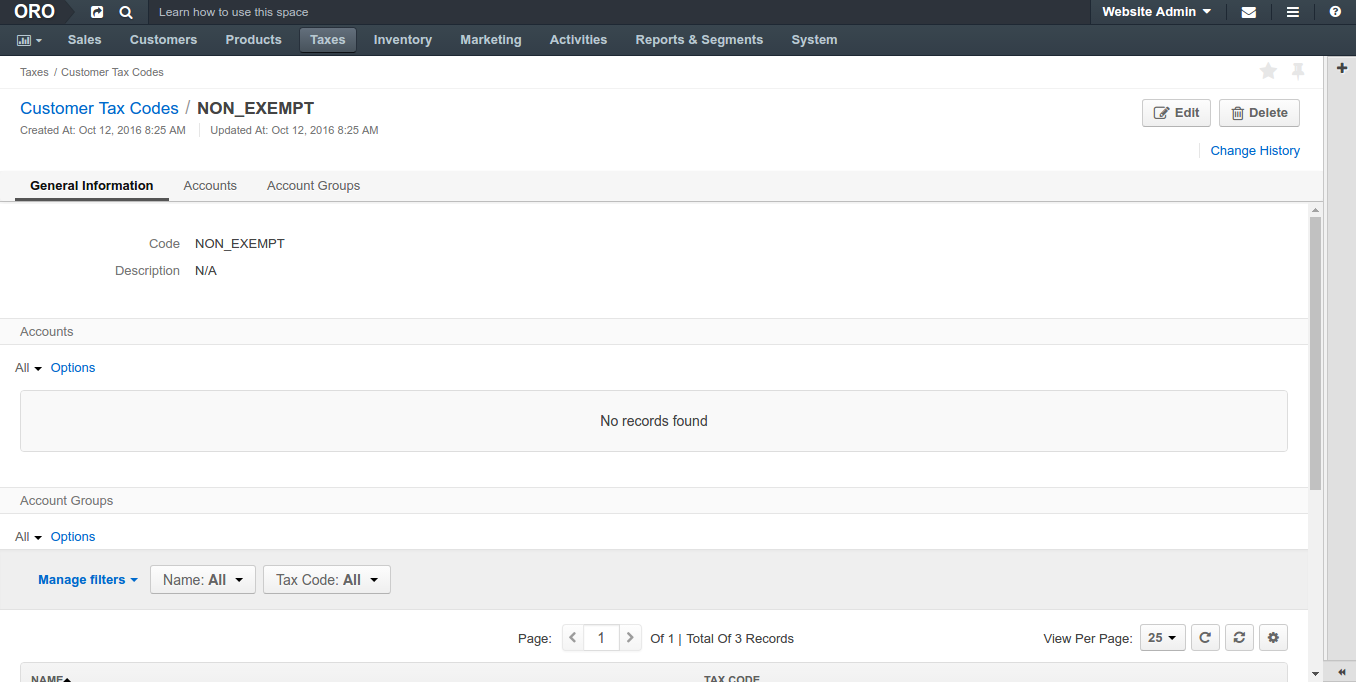 ORO Learn how to use this space Website Admin
Sales Customers Products Taxes Inventory Marketing Activities Reports & Segments System
Taxes / Customer Tax Codes
Customer Tax Codes / NON_EXEMPT Edit Delete
Created At: Oct 12, 2016 8:25 AM Updated At: Oct 12, 2016 8:25 AM
Change History
General Information Accounts Account Groups
Code NON_EXEMPT
Description N/A
Accounts
All Options
No records found
Account Groups
All Options
Manage filters Name: All Tax Code: All
Page: 1 Of 1 | Total Of 3 Records View Per Page: 25
NAME TAX CODE